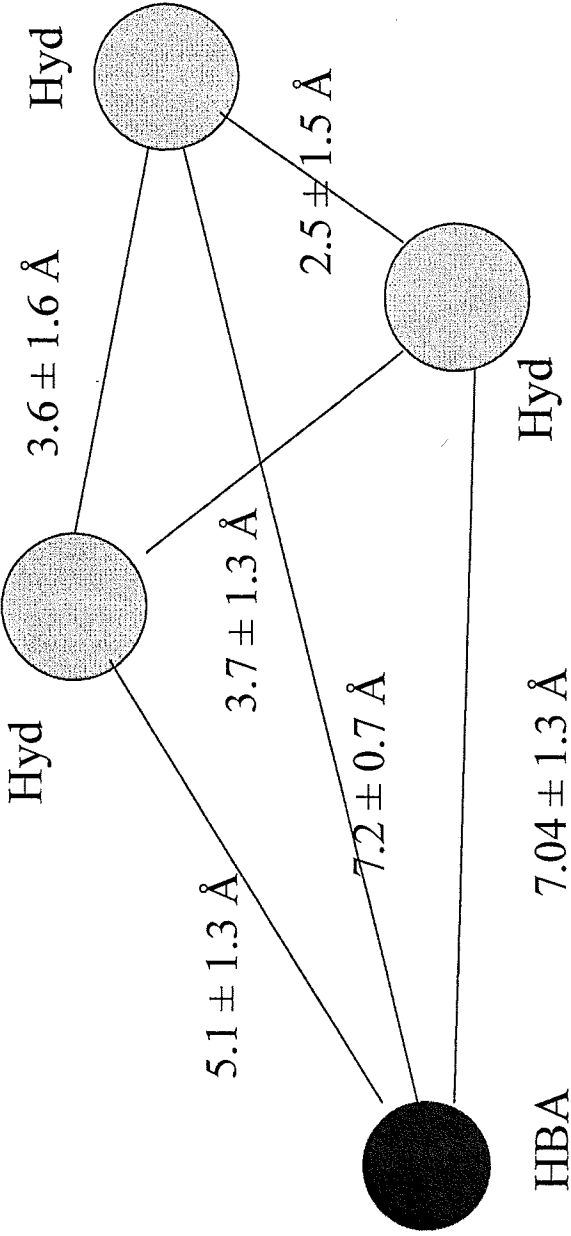 Hyd
3.6 ± 1.6 Å
Hyd
2.5 ± 1.5 Å
3.7 ± 1.3 Å
5.1 ± 1.3 Å
7.2 ± 0.7 Å
Hyd
7.04 ± 1.3 Å
HBA